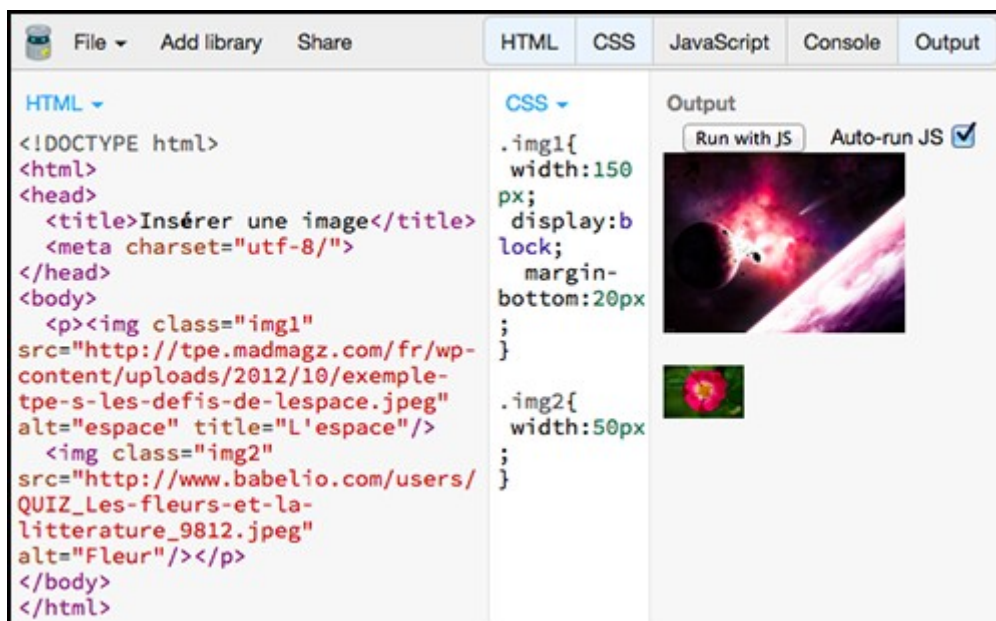 File Add library Share HTML CSS JavaScript Console Output
HTML
<!DOCTYPE html>
<html>
<head>
<title>Insérer une image</title>
<meta charset="utf-8/">
</head>
<body>
<p><img class="img1"
src="http://tpe.madmagz.com/fr/wp-
content/uploads/2012/10/exemple-
tpe-s-les-defis-de-lespace.jpeg"
alt="espace" title="L'espace"/>
<img class="img2"
src="http://www.babelio.com/users/
QUIZ_Les-fleurs-et-la-
litterature_9812.jpeg"
alt="Fleur"/></p>
</body>
</html>
CSS
.img1{
width:150
px;
display:b
lock;
margin-
bottom:20px
;
}
.img2{
width:50px
;
}
Output
Run with JS Auto-run JS